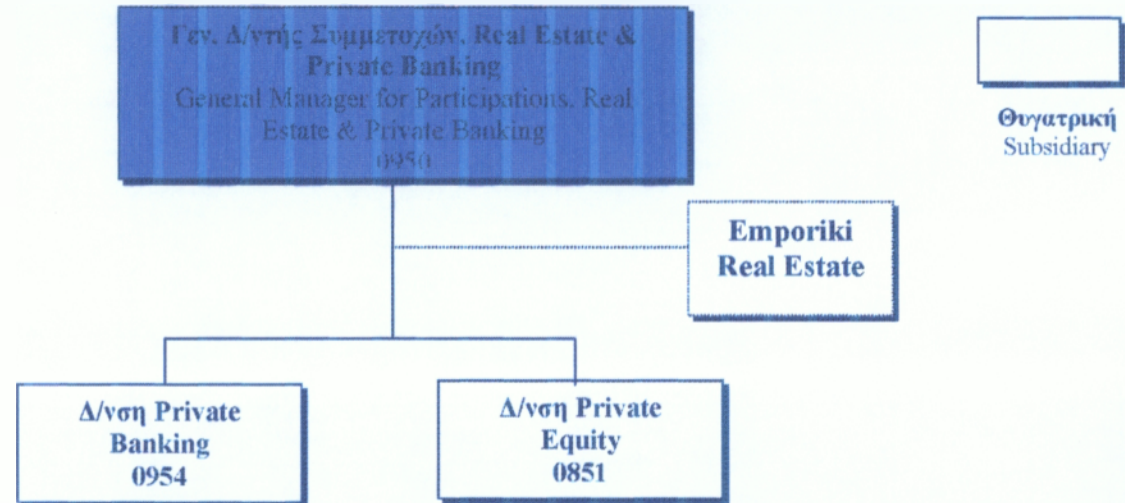 Γεν. Δ/ντής Συμμετοχών, Real Estate &
Private Banking
General Manager for Participations, Real
Estate & Private Banking
0950
Θυγατρική
Subsidiary
Emporiki
Real Estate
Δ/νση Private
Banking
0954
Δ/νση Private
Equity
0851